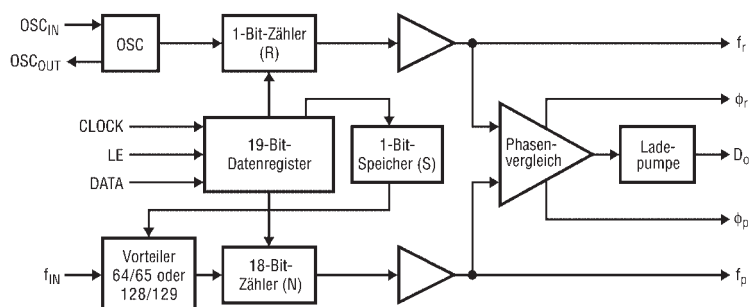 OSC_IN
OSC_OUT
OSC
1-Bit-Zähler
(R)
f_r
CLOCK
LE
DATA
19-Bit-
Datenregister
1-Bit-
Speicher (S)
Phasen-
vergleich
Lade-
pumpe
ϕ_r
D_o
ϕ_p
f_IN
Vorteiler
64/65 oder
128/129
18-Bit-
Zähler (N)
f_p